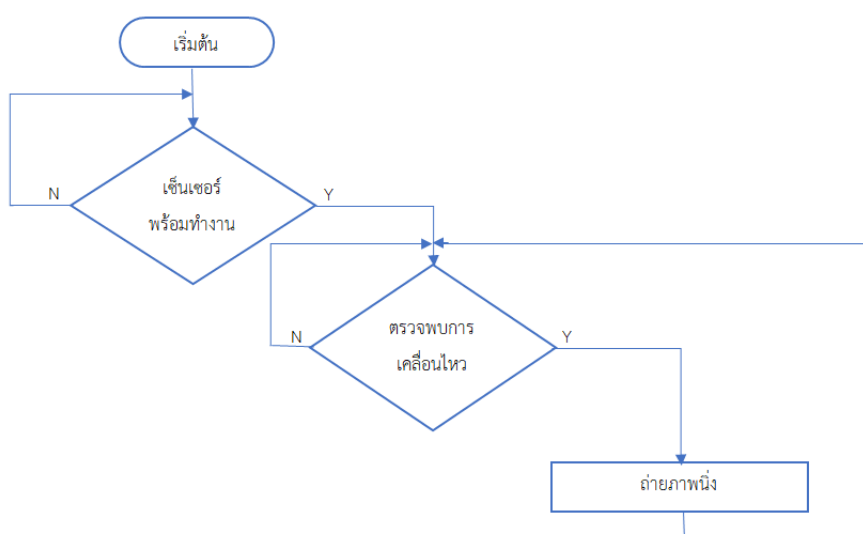 เริ่มต้น
เซ็นเซอร์
พร้อมทำงาน
N
Y
ตรวจพบการ
เคลื่อนไหว
N
Y
ถ่ายภาพนิ่ง